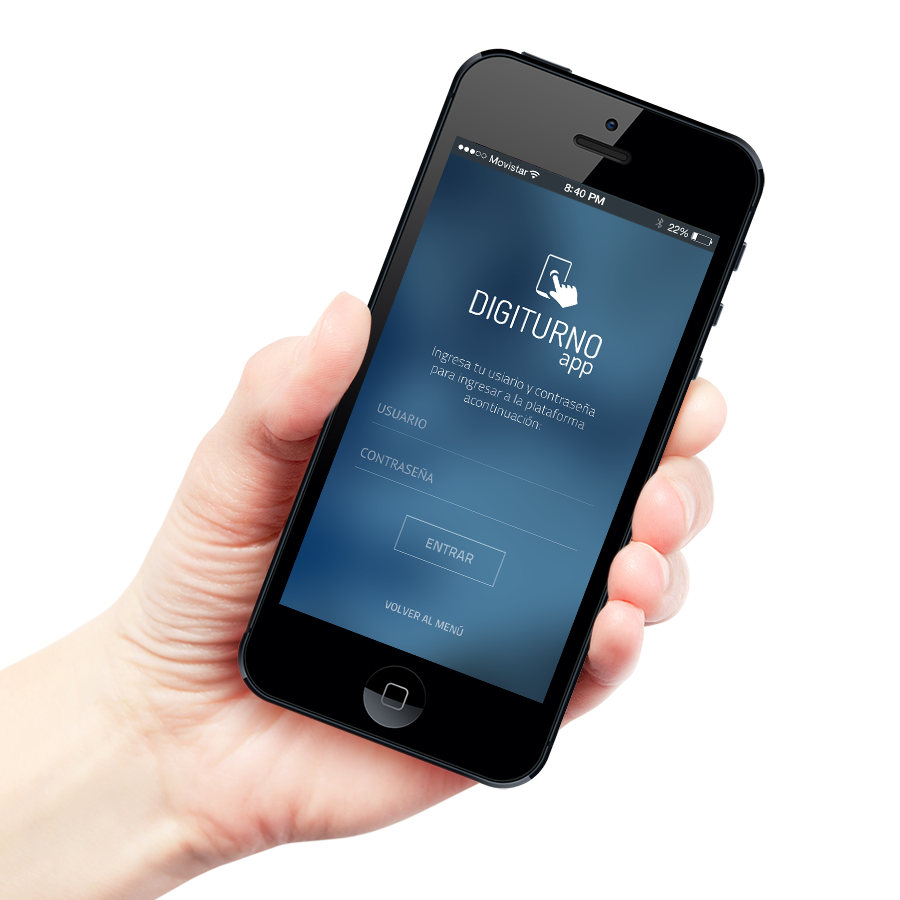 Movistar 8:40 PM 22%
DIGITURNO
app
Ingresa tu usiario y contraseña
para ingresar a la plataforma
acontinuación:
USUARIO
CONTRASEÑA
ENTRAR
VOLVER AL MENÚ